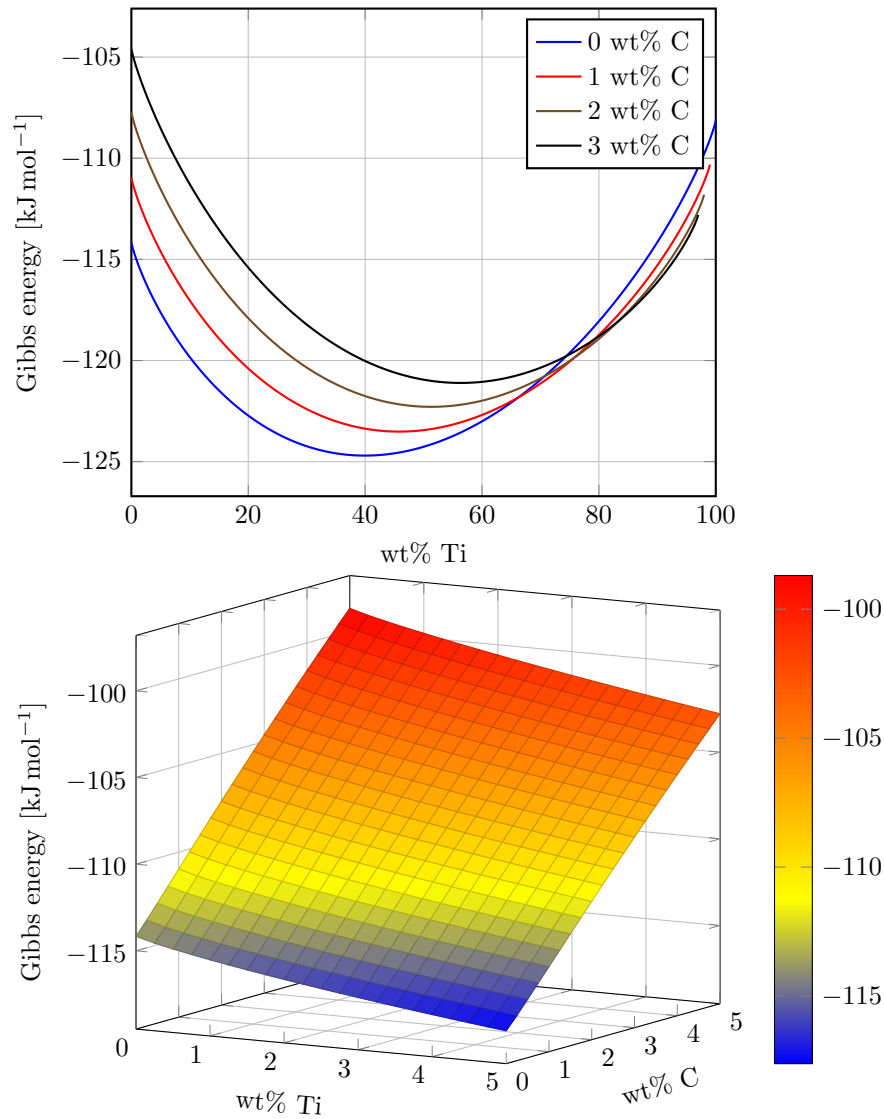 0 wt% C
1 wt% C
2 wt% C
3 wt% C
−105
−110
−115
−120
−125
Gibbs energy [kJ mol⁻¹]
0 20 40 60 80 100
wt% Ti
−100
−105
−110
−115
Gibbs energy [kJ mol⁻¹]
0 1 2 3 4 5
wt% Ti
0 1 2 3 4 5
wt% C
−100
−105
−110
−115